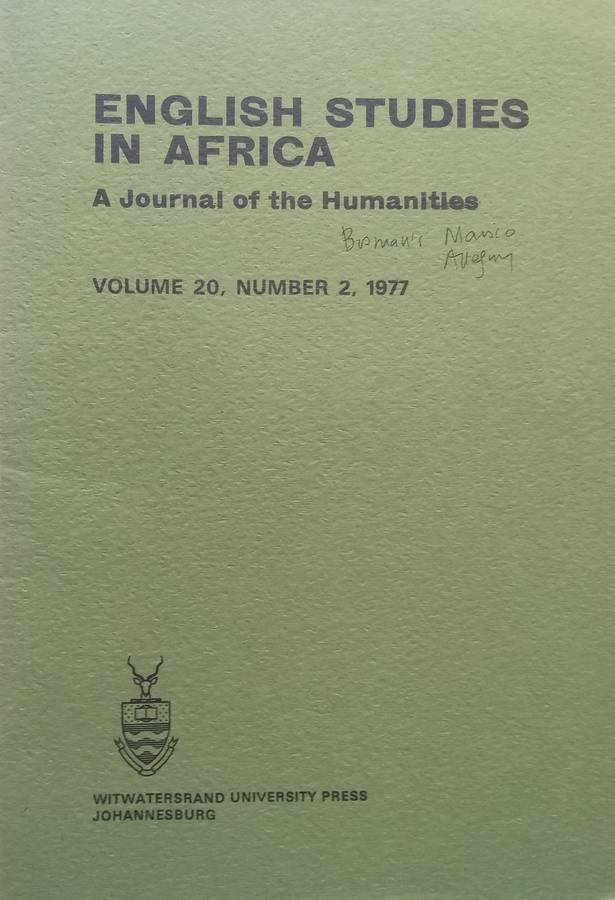 ENGLISH STUDIES
IN AFRICA
A Journal of the Humanities
Bosman's Marico
Allegory
VOLUME 20, NUMBER 2, 1977
WITWATERSRAND UNIVERSITY PRESS
JOHANNESBURG